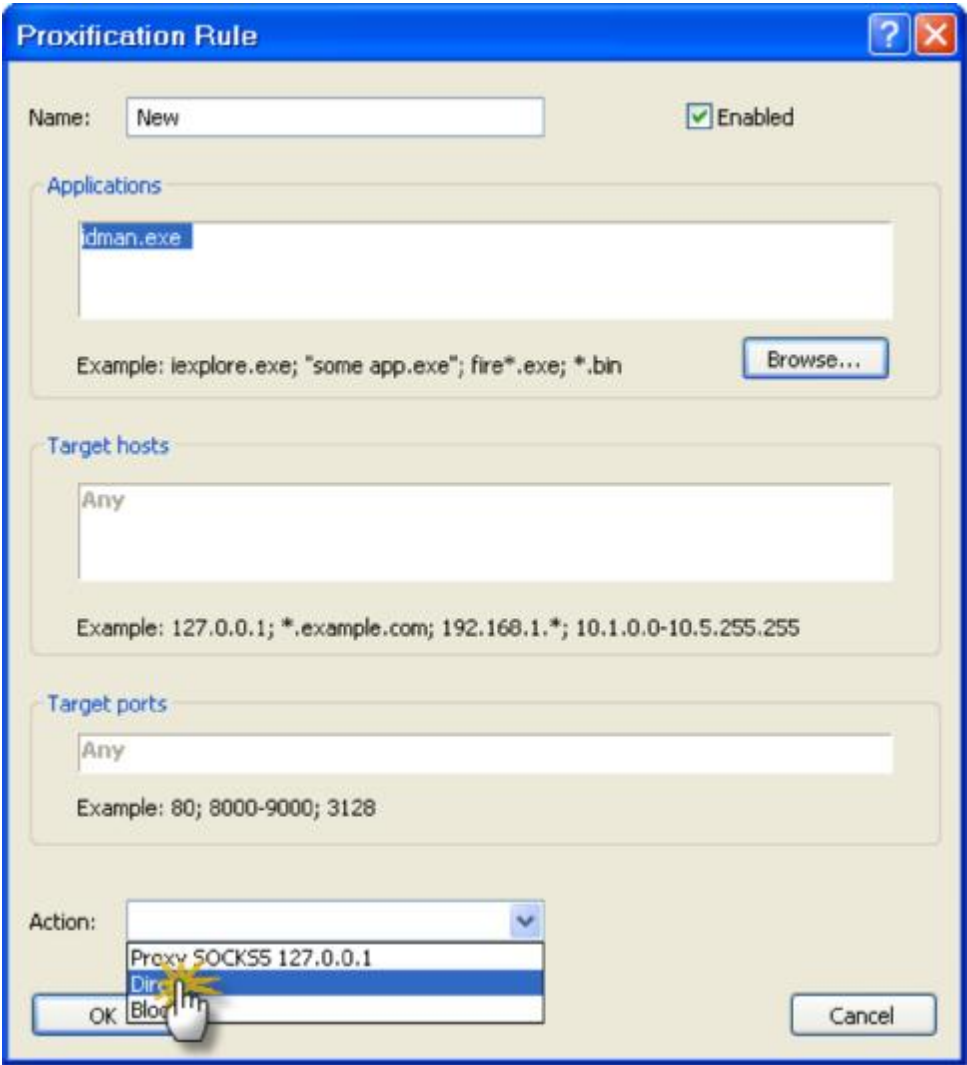 Proxification Rule
Name: New Enabled
Applications
idman.exe
Example: iexplore.exe; "some app.exe"; fire*.exe; *.bin Browse...
Target hosts
Any
Example: 127.0.0.1; *.example.com; 192.168.1.*; 10.1.0.0-10.5.255.255
Target ports
Any
Example: 80; 8000-9000; 3128
Action:
Proxy SOCKS5 127.0.0.1
OK Cancel